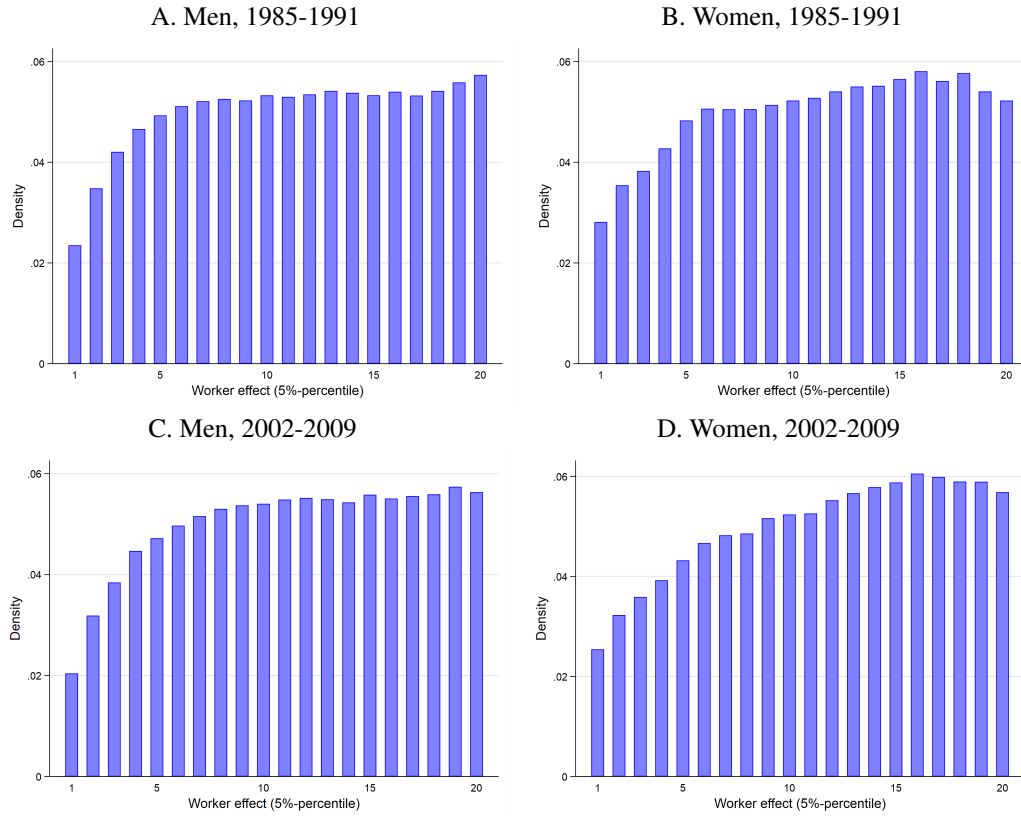 A. Men, 1985-1991
.06
.04
.02
0
Density
1 5 10 15 20
Worker effect (5%-percentile)
B. Women, 1985-1991
.06
.04
.02
0
Density
1 5 10 15 20
Worker effect (5%-percentile)
C. Men, 2002-2009
.06
.04
.02
0
Density
1 5 10 15 20
Worker effect (5%-percentile)
D. Women, 2002-2009
.06
.04
.02
0
Density
1 5 10 15 20
Worker effect (5%-percentile)